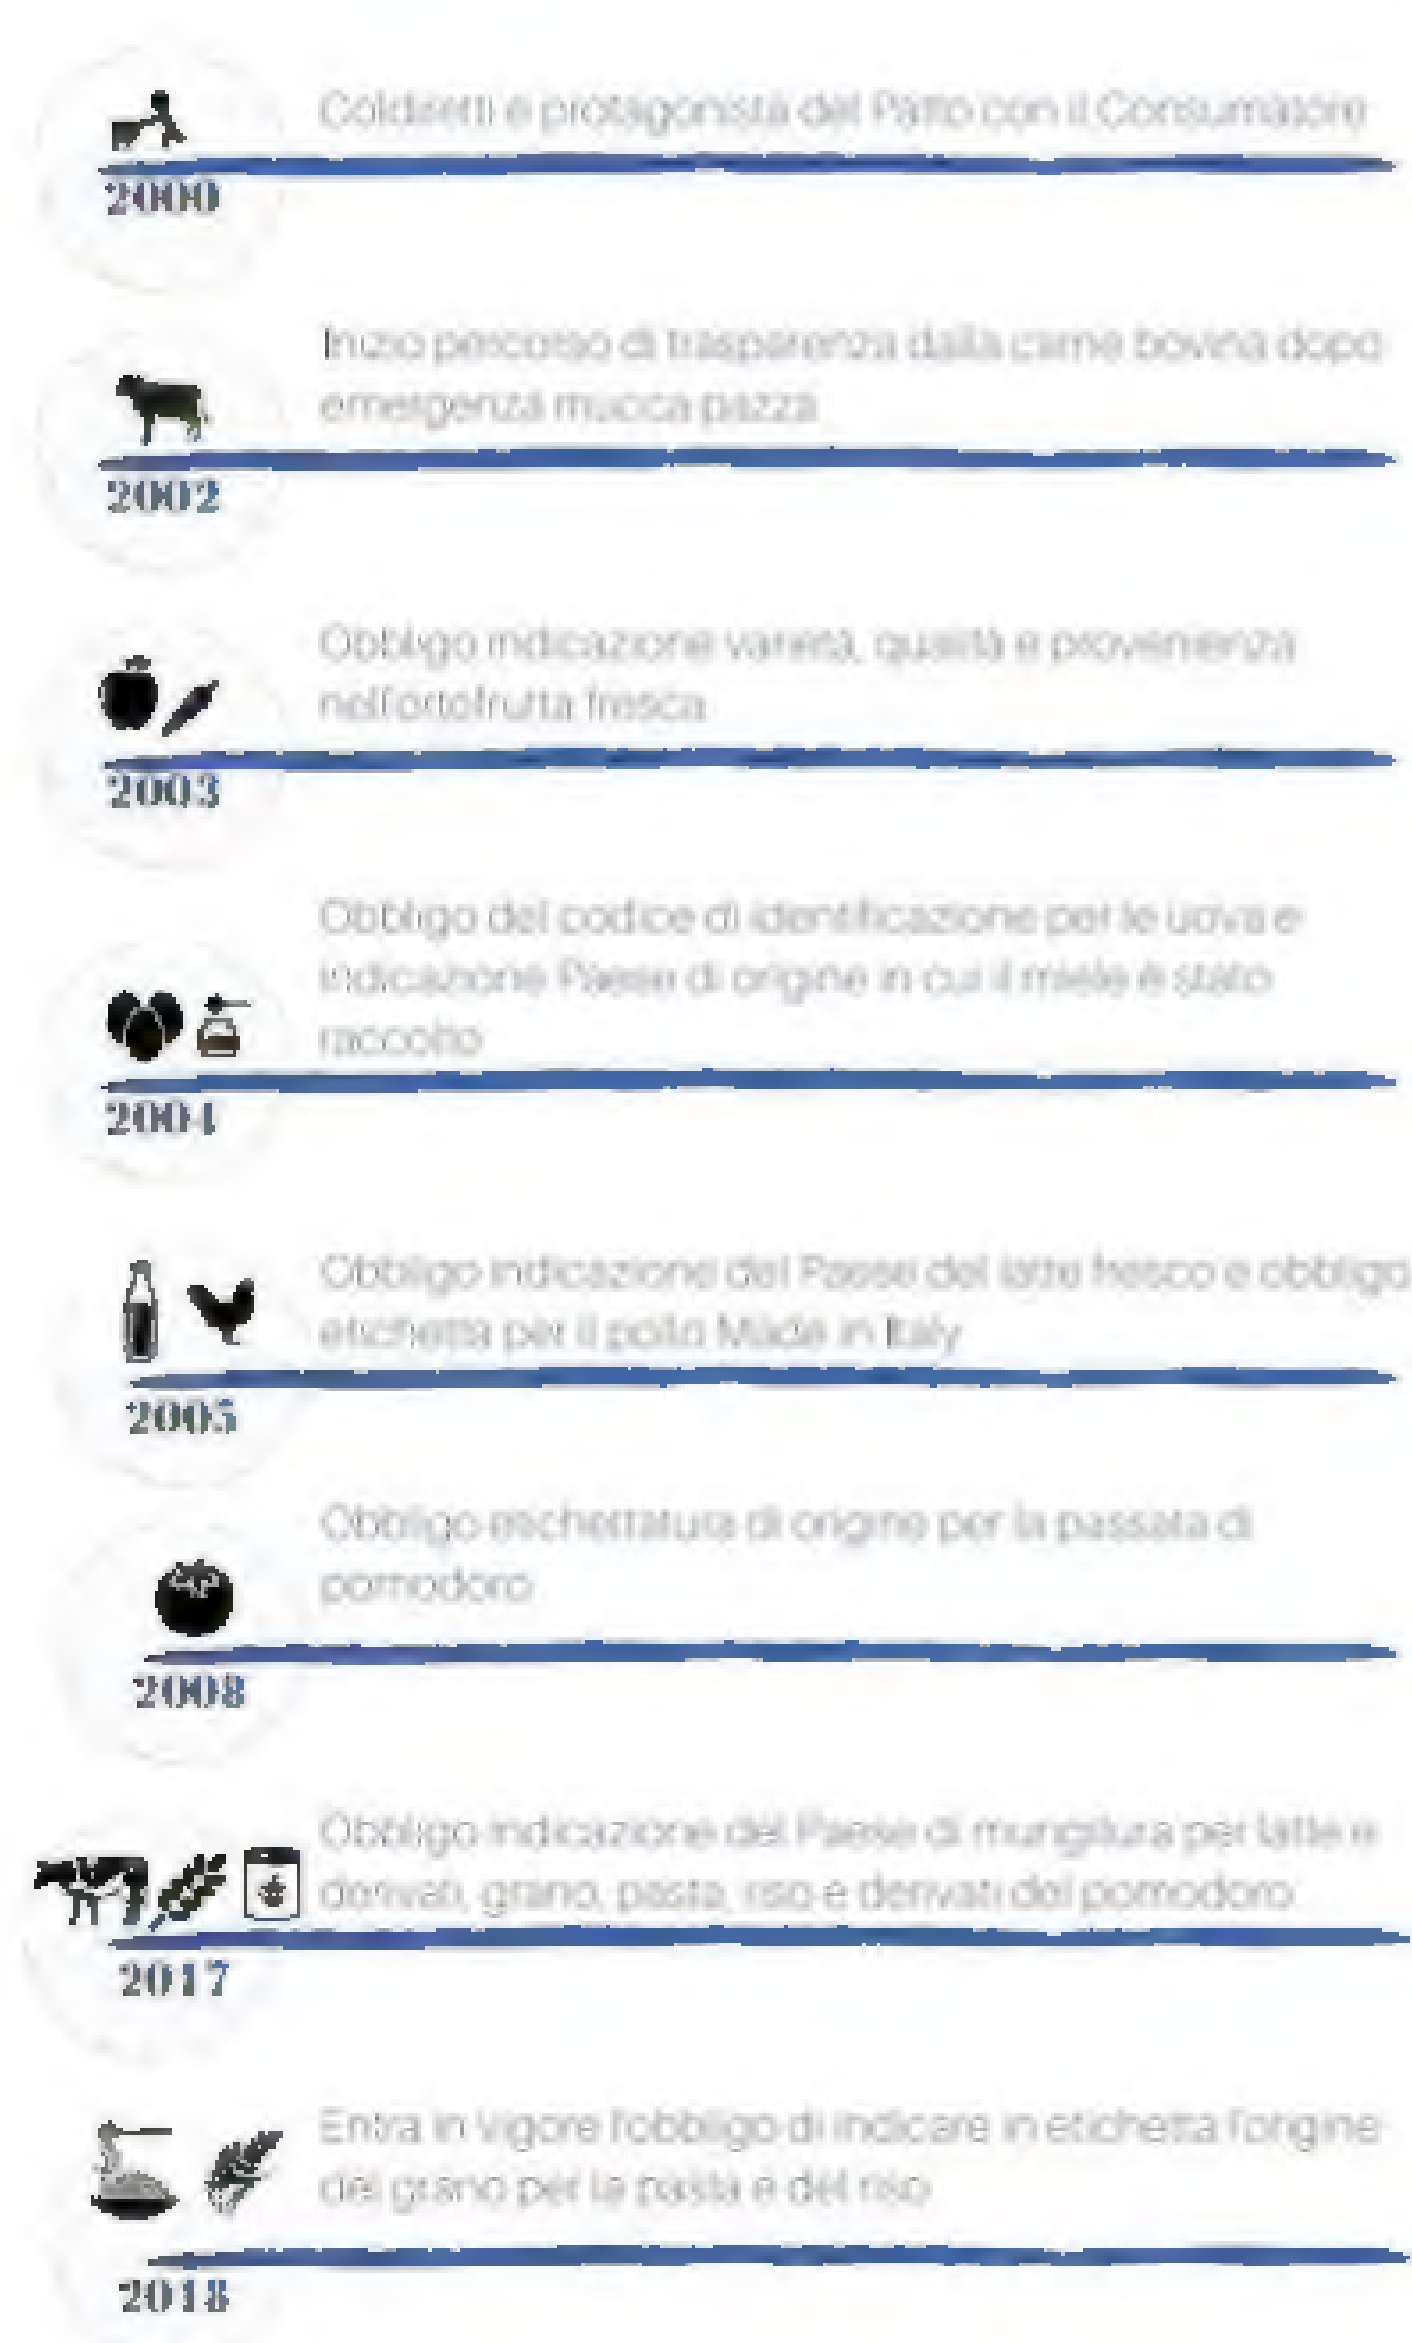 Coldiretti è protagonista del Patto con il Consumatore
2000
Inizio percorso di trasparenza dalla carne bovina dopo
emergenza mucca pazza
2002
Obbligo indicazione varietà, qualità e provenienza
nell'ortofrutta fresca
2003
Obbligo del codice di identificazione per le uova e
indicazione Paese di origine in cui il miele è stato
raccolto
2004
Obbligo indicazione del Paese del latte fresco e obbligo
etichetta per il pollo Made in Italy
2005
Obbligo etichettatura di origine per la passata di
pomodoro
2008
Obbligo indicazione del Paese di mungitura per latte e
derivati, grano, pasta, riso e derivati del pomodoro
2017
Entra in vigore l'obbligo di indicare in etichetta l'origine
del grano per la pasta e del riso
2018